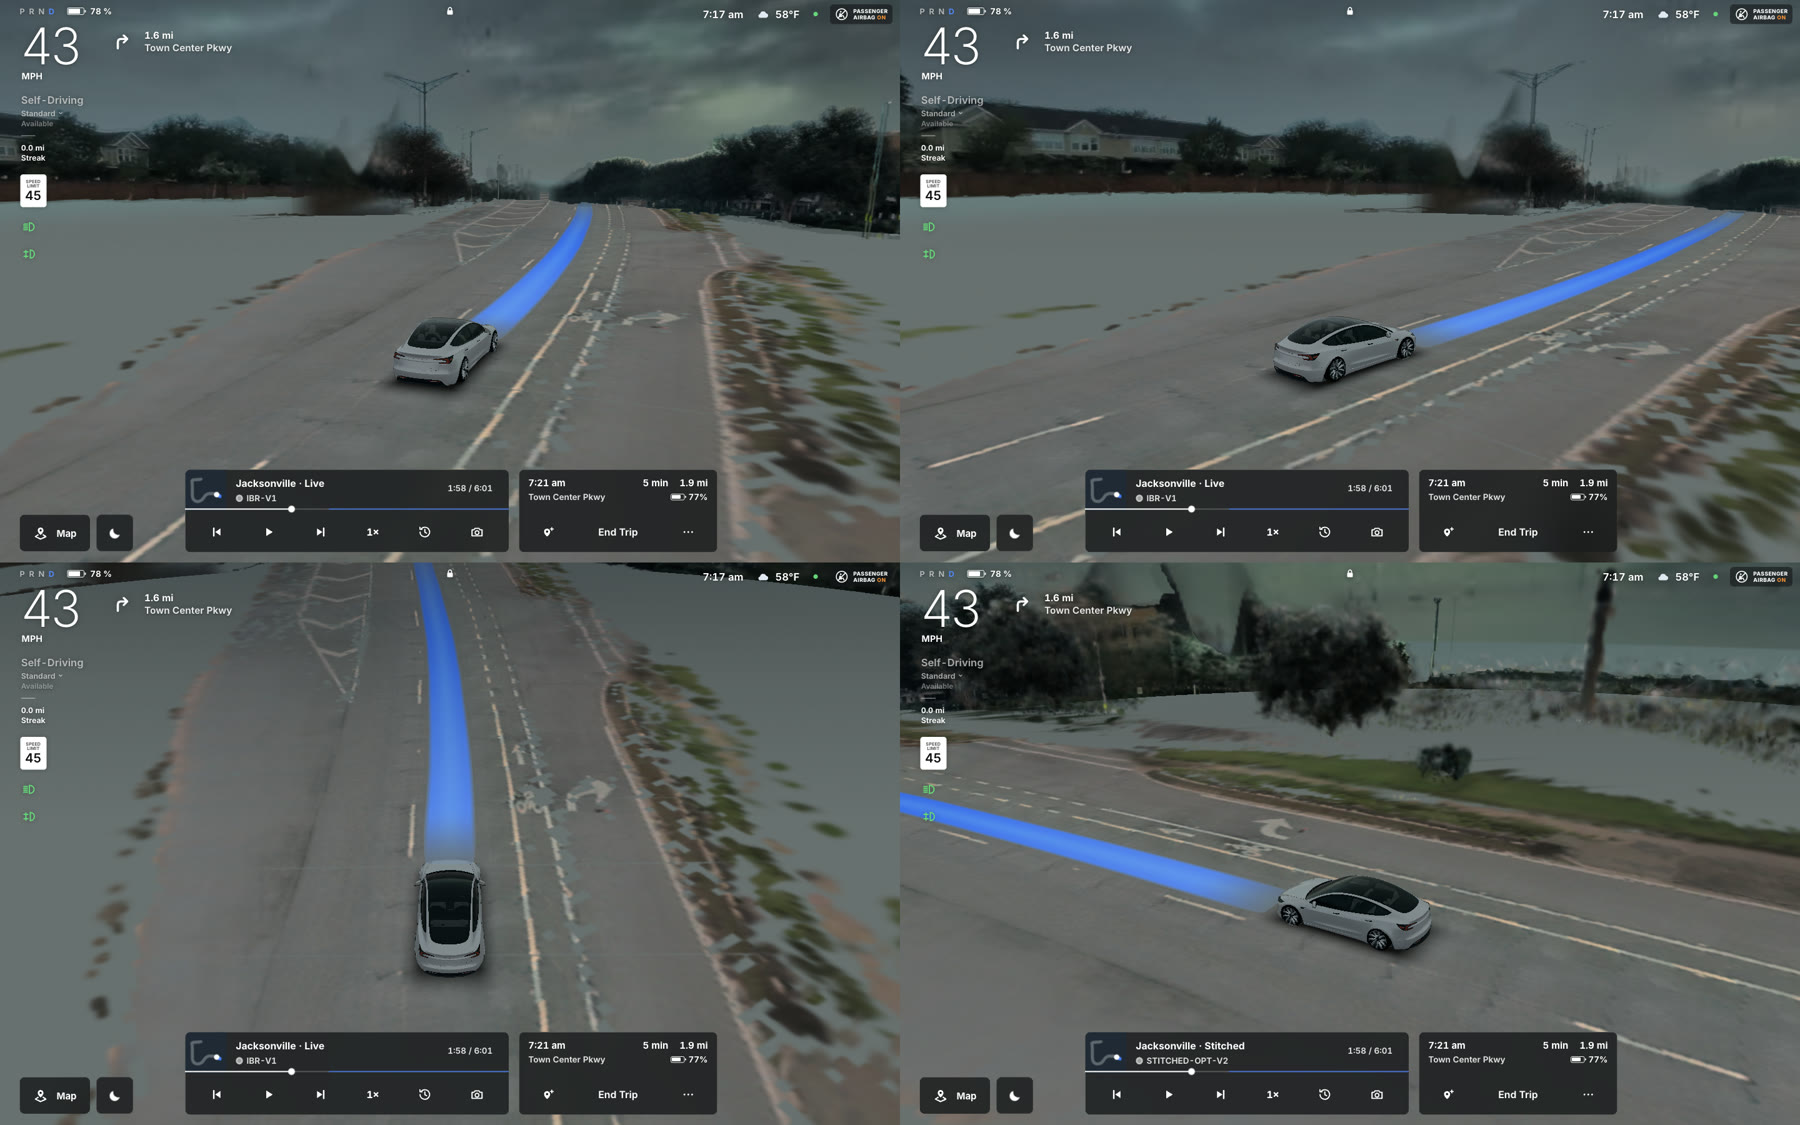 P R N D 78 %
7:17 am 58°F PASSENGER AIRBAG ON
43
MPH
1.6 mi
Town Center Pkwy
Self-Driving
Standard
Available
0.0 mi
Streak
SPEED
LIMIT
45
Jacksonville · Live
IBR-V1
1:58 / 6:01
1×
7:21 am 5 min 1.9 mi
Town Center Pkwy 77%
End Trip
Map
P R N D 78 %
7:17 am 58°F PASSENGER AIRBAG ON
43
MPH
1.6 mi
Town Center Pkwy
Self-Driving
Standard
Available
0.0 mi
Streak
SPEED
LIMIT
45
Jacksonville · Live
IBR-V1
1:58 / 6:01
1×
7:21 am 5 min 1.9 mi
Town Center Pkwy 77%
End Trip
Map
P R N D 78 %
7:17 am 58°F PASSENGER AIRBAG ON
43
MPH
1.6 mi
Town Center Pkwy
Self-Driving
Standard
Available
0.0 mi
Streak
SPEED
LIMIT
45
Jacksonville · Live
IBR-V1
1:58 / 6:01
1×
7:21 am 5 min 1.9 mi
Town Center Pkwy 77%
End Trip
Map
P R N D 78 %
7:17 am 58°F PASSENGER AIRBAG ON
43
MPH
1.6 mi
Town Center Pkwy
Self-Driving
Standard
Available
0.0 mi
Streak
SPEED
LIMIT
45
Jacksonville · Stitched
STITCHED-OPT-V2
1:58 / 6:01
1×
7:21 am 5 min 1.9 mi
Town Center Pkwy 77%
End Trip
Map